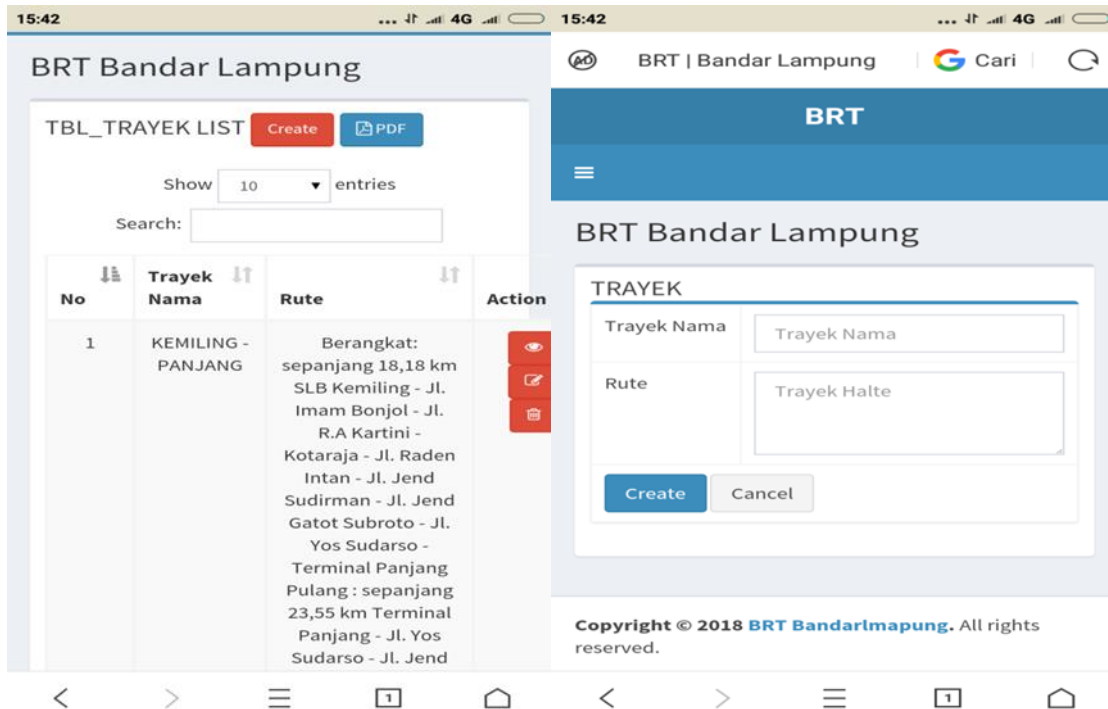 15:42
... 4G
BRT Bandar Lampung
TBL_TRAYEK LIST Create PDF
Show 10 entries
Search:
No Trayek Nama Rute Action
1
KEMILING -
PANJANG
Berangkat:
sepanjang 18,18 km
SLB Kemiling - Jl.
Imam Bonjol - Jl.
R.A Kartini -
Kotaraja - Jl. Raden
Intan - Jl. Jend
Sudirman - Jl. Jend
Gatot Subroto - Jl.
Yos Sudarso -
Terminal Panjang
Pulang : sepanjang
23,55 km Terminal
Panjang - Jl. Yos
Sudarso - Jl. Jend
1
15:42
... 4G
AD BRT | Bandar Lampung G Cari
BRT
BRT Bandar Lampung
TRAYEK
Trayek Nama Trayek Nama
Rute Trayek Halte
Create Cancel
Copyright © 2018 BRT Bandarlmapung. All rights
reserved.
1